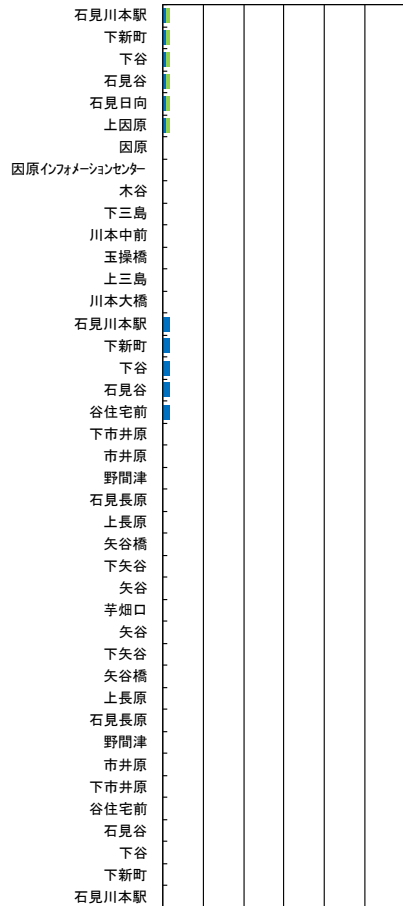 石見川本駅
下新町
下谷
石見谷
石見日向
上因原
因原
因原インフォメーションセンター
木谷
下三島
川本中前
玉操橋
上三島
川本大橋
石見川本駅
下新町
下谷
石見谷
谷住宅前
下市井原
市井原
野間津
石見長原
上長原
矢谷橋
下矢谷
矢谷
芋畑口
矢谷
下矢谷
矢谷橋
上長原
石見長原
野間津
市井原
下市井原
谷住宅前
石見谷
下谷
下新町
石見川本駅